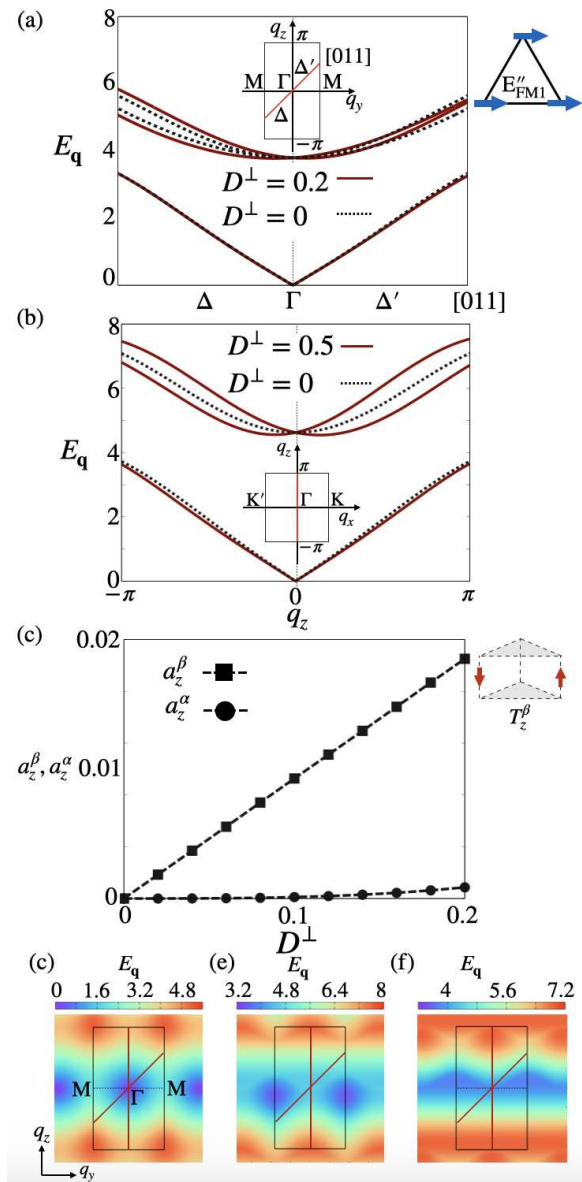 (a)
8
6
4
2
0
E_q
q_z
π
Δ′
[011]
M
Γ
M
q_y
Δ
−π
D^⊥ = 0.2
D^⊥ = 0
E″_FM1
Δ
Γ
Δ′
[011]
(b)
8
6
4
2
0
E_q
D^⊥ = 0.5
D^⊥ = 0
q_z
π
K′
Γ
K
q_x
−π
−π
0
π
q_z
(c)
0.02
a_z^β
a_z^α
a_z^β, a_z^α 0.01
T_z^β
0
0
0.1
0.2
D^⊥
(c)
E_q
0 1.6 3.2 4.8
M
Γ
M
q_z
q_y
(e)
E_q
3.2 4.8 6.4 8
(f)
E_q
4 5.6 7.2